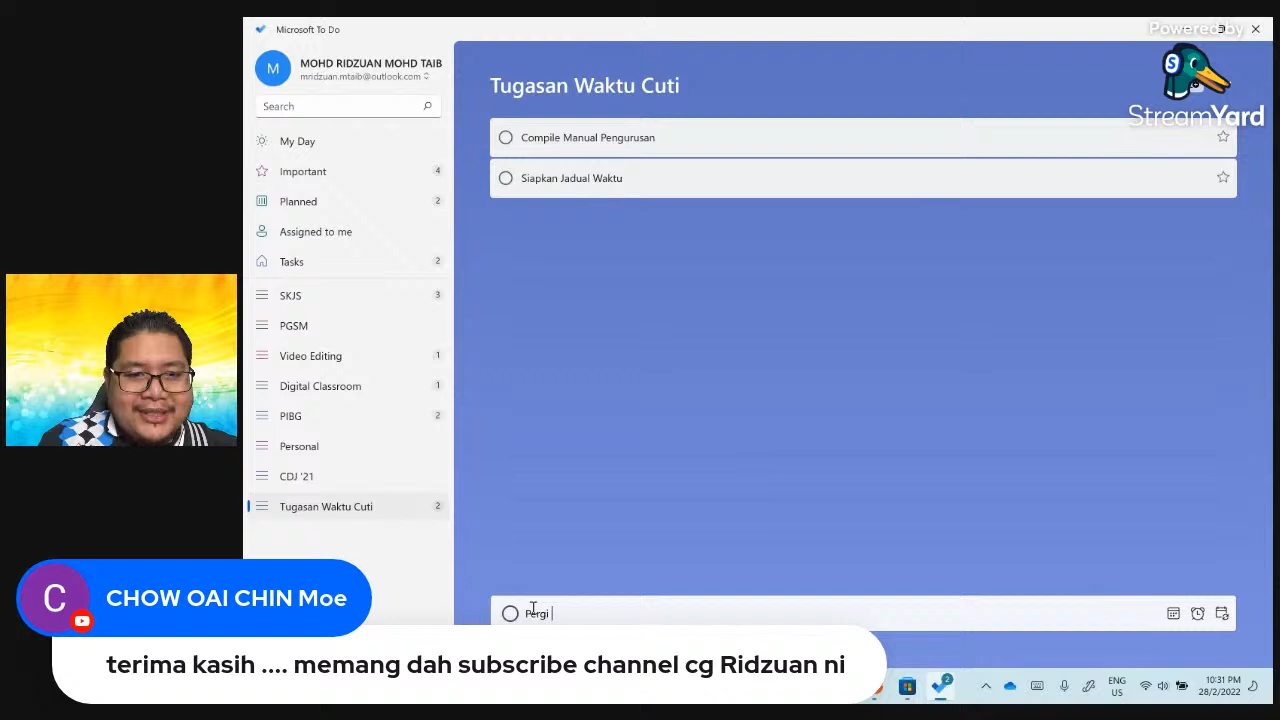 Microsoft To Do
Powered by
StreamYard
M
MOHD RIDZUAN MOHD TAIB
mridzuan.mtaib@outlook.com
Search
My Day
Important 4
Planned 2
Assigned to me
Tasks 2
SKJS 3
PGSM
Video Editing 1
Digital Classroom 1
PIBG 2
Personal
CDJ '21
Tugasan Waktu Cuti 2
Tugasan Waktu Cuti
Compile Manual Pengurusan
Siapkan Jadual Waktu
Pergi
C
CHOW OAI CHIN Moe
terima kasih .... memang dah subscribe channel cg Ridzuan ni
2
ENG
US
10:31 PM
28/2/2022